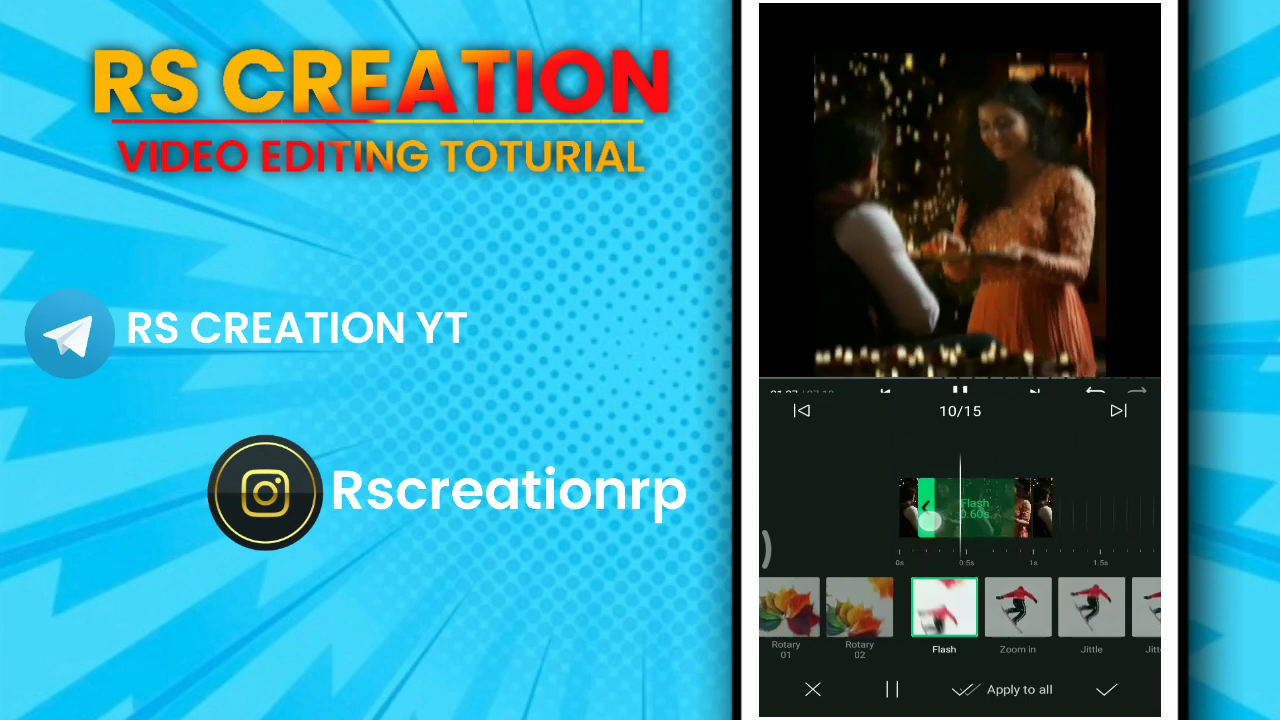 RS CREATION
VIDEO EDITING TOTURIAL
RS CREATION YT
Rscreationrp
10/15
Flash
0.60s
0s
0.5s
1s
1.5s
Rotary
01
Rotary
02
Flash
Zoom in
Jittle
Apply to all